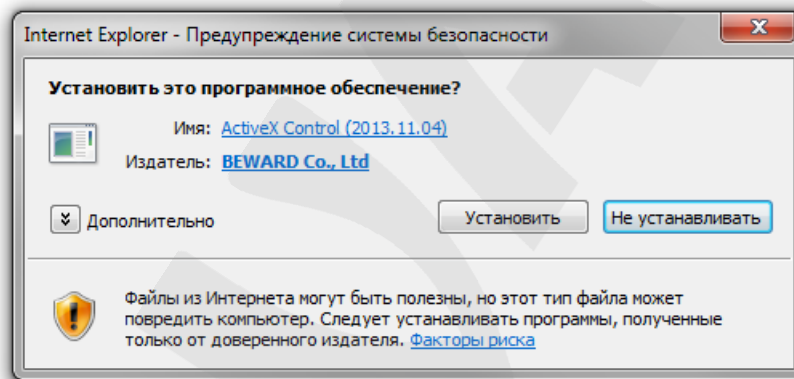 Internet Explorer - Предупреждение системы безопасности
Установить это программное обеспечение?
Имя: ActiveX Control (2013.11.04)
Издатель: BEWARD Co., Ltd
Дополнительно
Установить
Не устанавливать
Файлы из Интернета могут быть полезны, но этот тип файла может
повредить компьютер. Следует устанавливать программы, полученные
только от доверенного издателя. Факторы риска